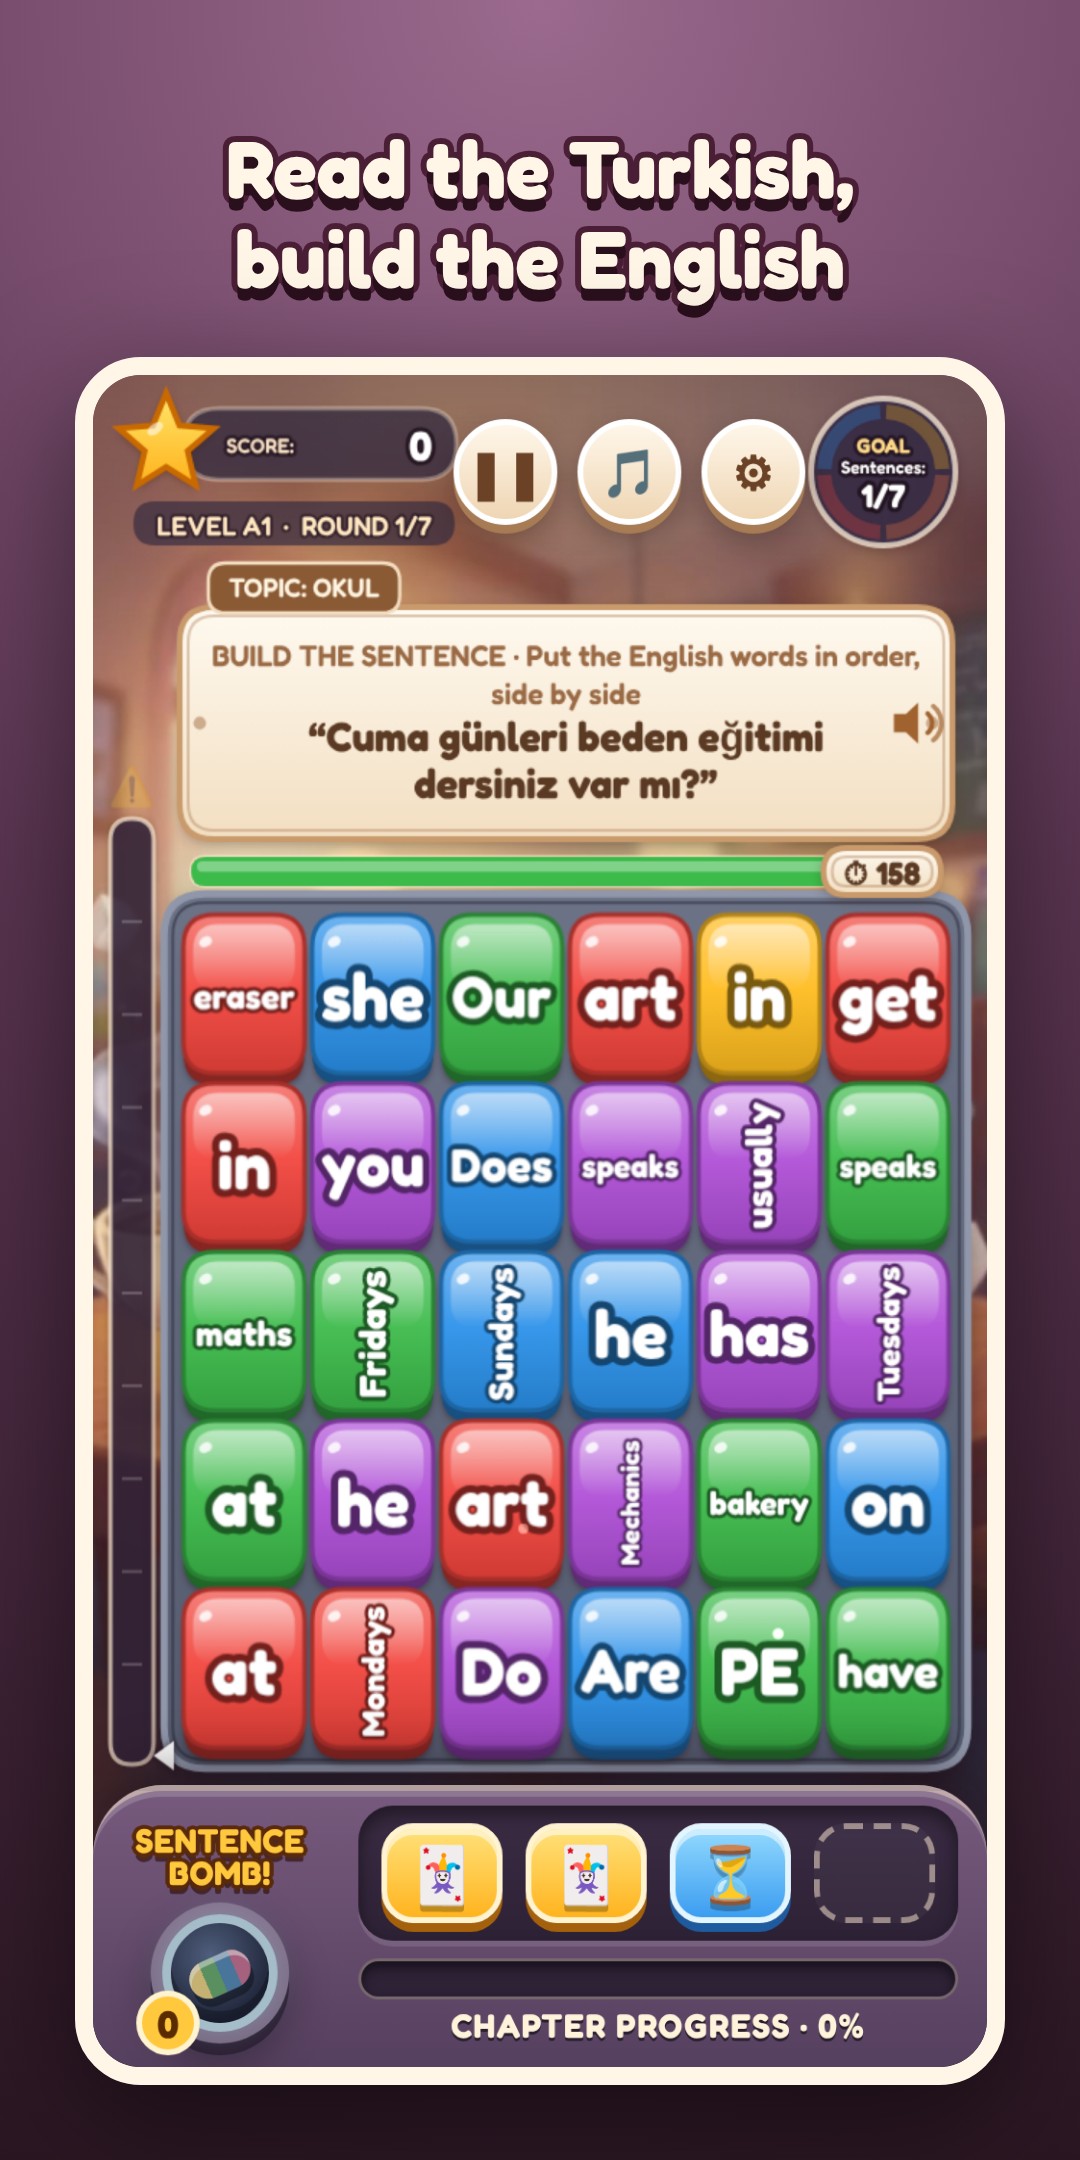 Read the Turkish,
build the English
SCORE: 0
GOAL
Sentences:
1/7
LEVEL A1 · ROUND 1/7
TOPIC: OKUL
BUILD THE SENTENCE · Put the English words in order,
side by side
“Cuma günleri beden eğitimi
dersiniz var mı?”
158
eraser she Our art in get
in you Does speaks usually speaks
maths Fridays Sundays he has Tuesdays
at he art Mechanics bakery on
at Mondays Do Are PE have
SENTENCE
BOMB!
0
CHAPTER PROGRESS · 0%